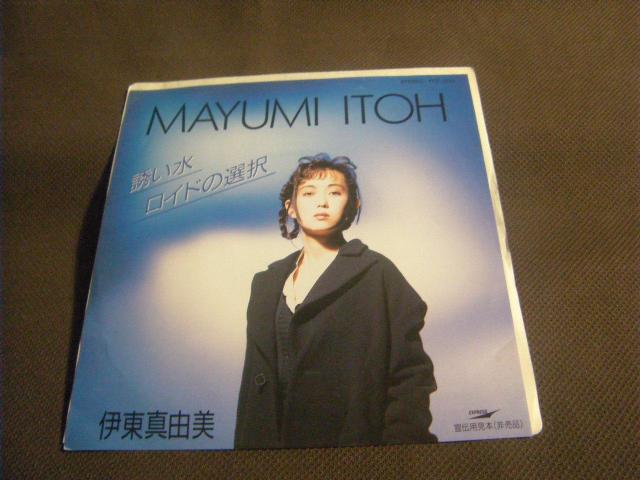 STEREO
MAYUMI ITOH
誘い水
ロイドの選択
伊東真由美
EXPRESS
宣伝用見本(非売品)